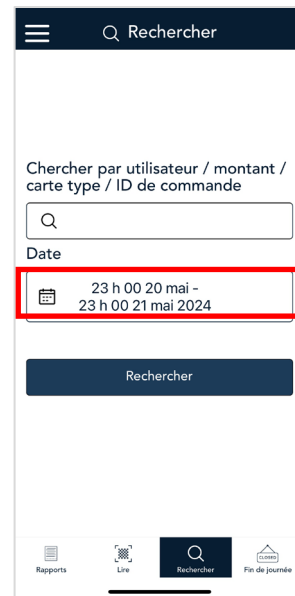 Rechercher
Chercher par utilisateur / montant /
carte type / ID de commande
Date
23 h 00 20 mai -
23 h 00 21 mai 2024
Rechercher
CLOSED
Rapports Lire Rechercher Fin de journée